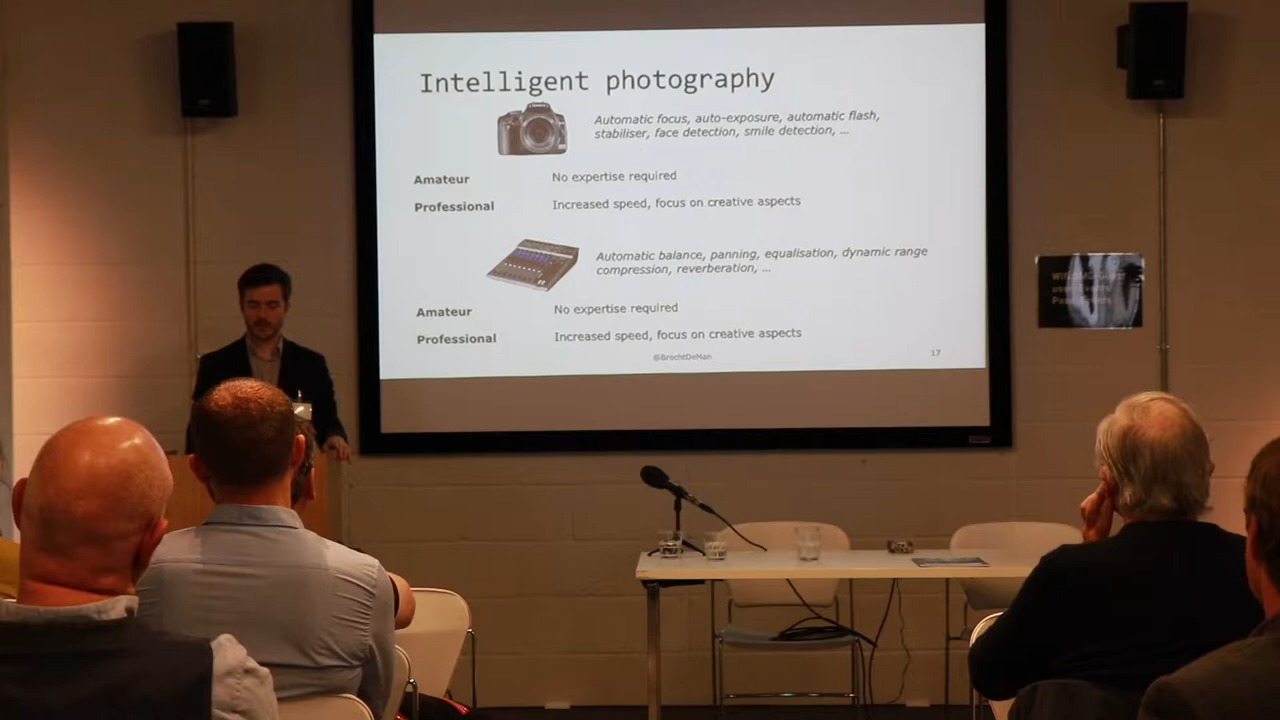 Intelligent photography
Automatic focus, auto-exposure, automatic flash,
stabiliser, face detection, smile detection, ...
Amateur No expertise required
Professional Increased speed, focus on creative aspects
Automatic balance, panning, equalisation, dynamic range
compression, reverberation, ...
Amateur No expertise required
Professional Increased speed, focus on creative aspects
@BrechtDeMan 17